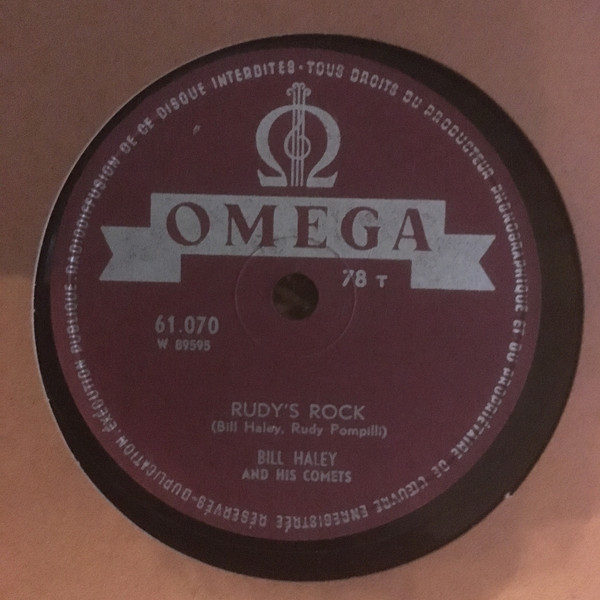 TOUS DROITS DU PRODUCTEUR PHONOGRAPHIQUE ET DU PROPRIÉTAIRE DE L'ŒUVRE ENREGISTRÉE RÉSERVÉS-DUPLICATION EXÉCUTION PUBLIQUE-RADIODIFFUSION DE CE DISQUE INTERDITES·
OMEGA
78 T
61.070
W 89595
RUDY'S ROCK
(Bill Haley, Rudy Pompilli)
BILL HALEY
AND HIS COMETS